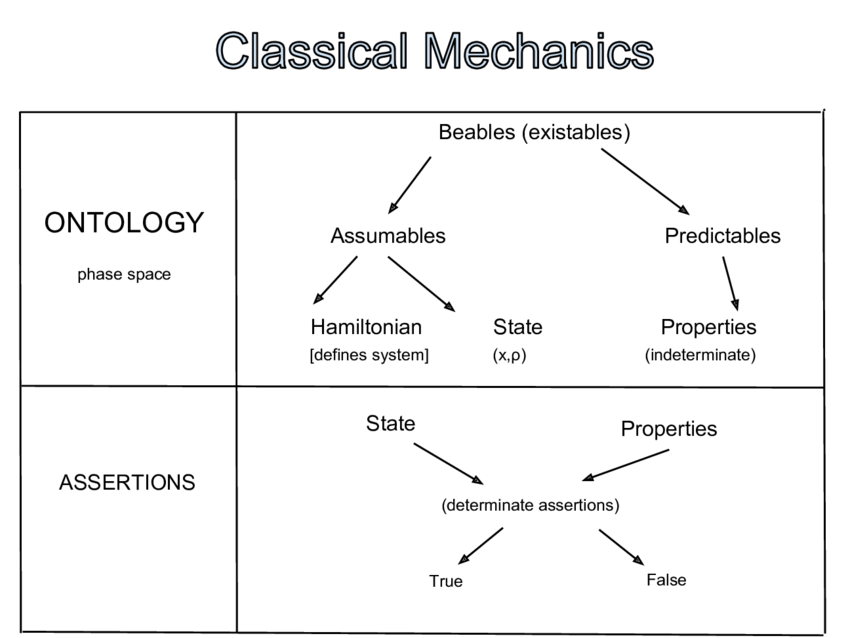 Classical Mechanics
Beables (existables)
ONTOLOGY
phase space
Assumables
Predictables
Hamiltonian
[defines system]
State
(x,ρ)
Properties
(indeterminate)
ASSERTIONS
State
Properties
(determinate assertions)
True
False